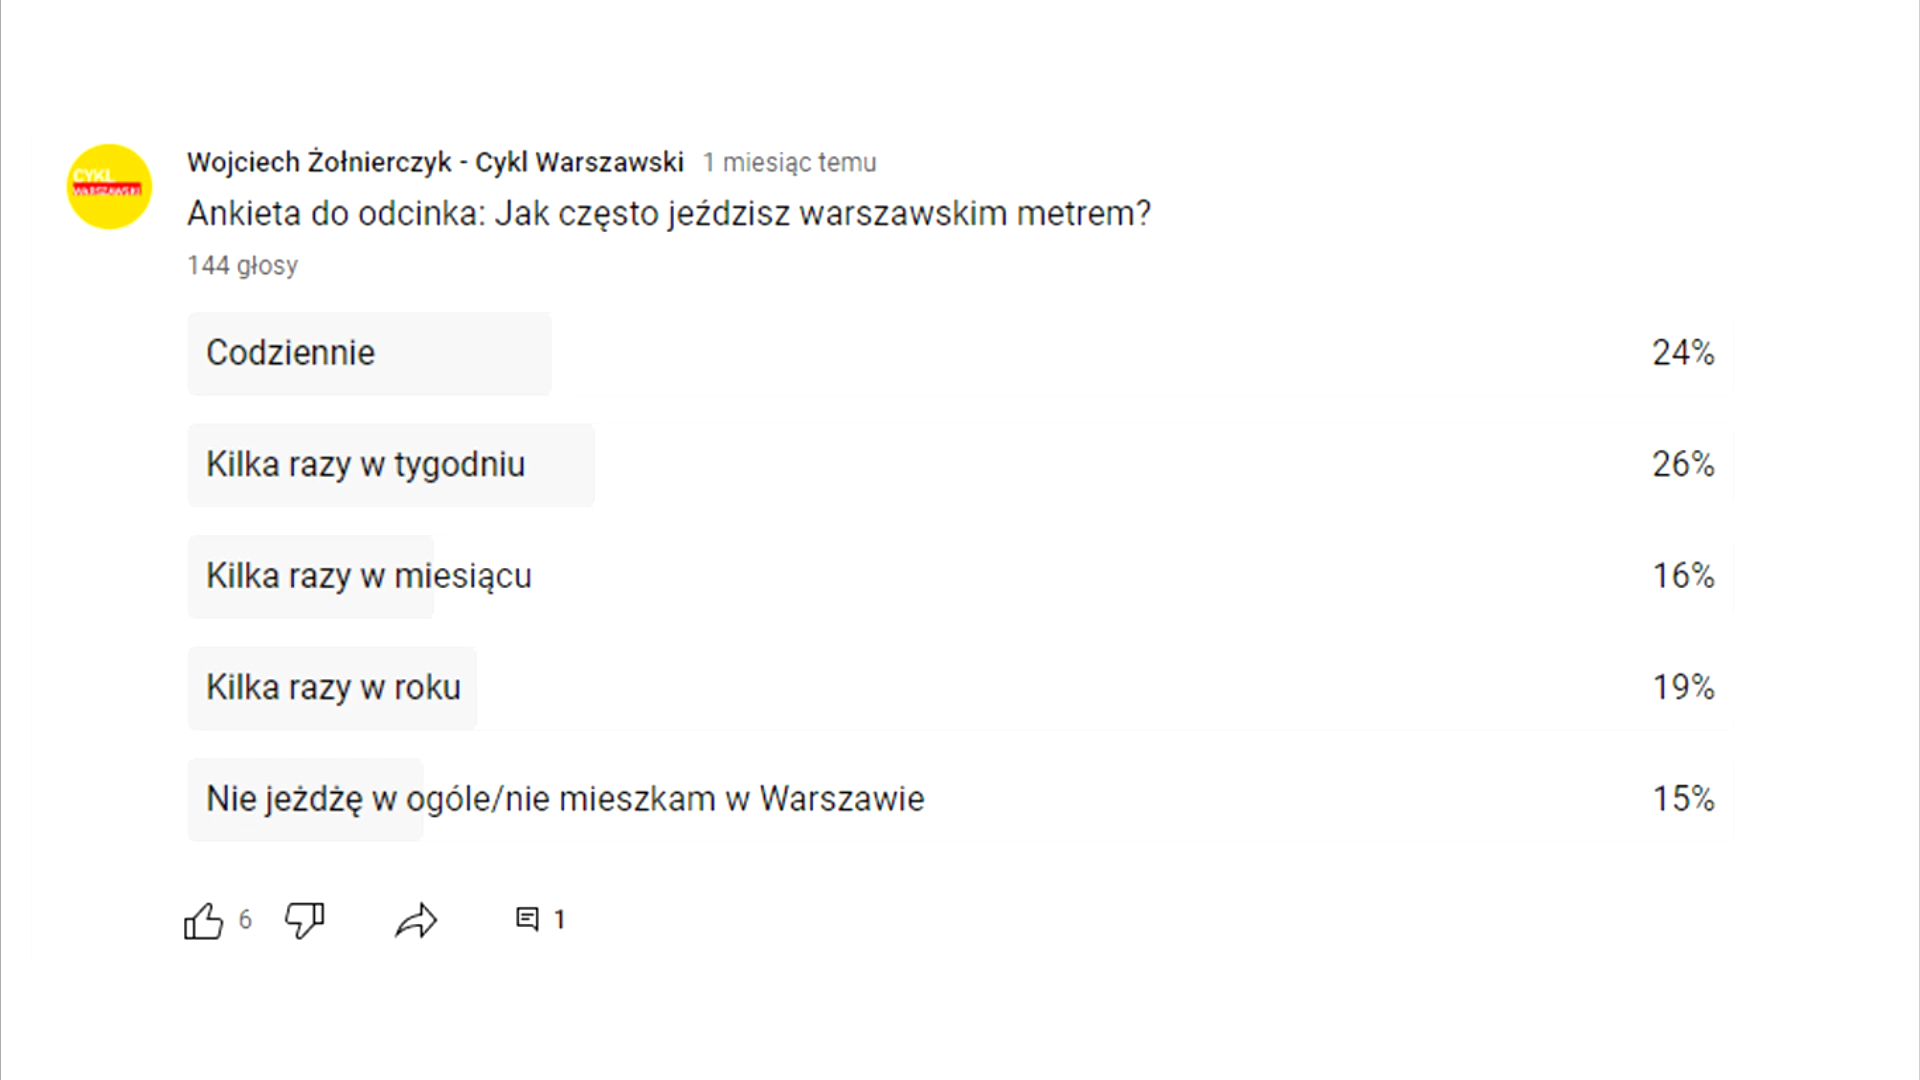 CYKL
WARSZAWSKI
Wojciech Żołnierczyk - Cykl Warszawski 1 miesiąc temu
Ankieta do odcinka: Jak często jeździsz warszawskim metrem?
144 głosy
Codziennie 24%
Kilka razy w tygodniu 26%
Kilka razy w miesiącu 16%
Kilka razy w roku 19%
Nie jeżdżę w ogóle/nie mieszkam w Warszawie 15%
6 1